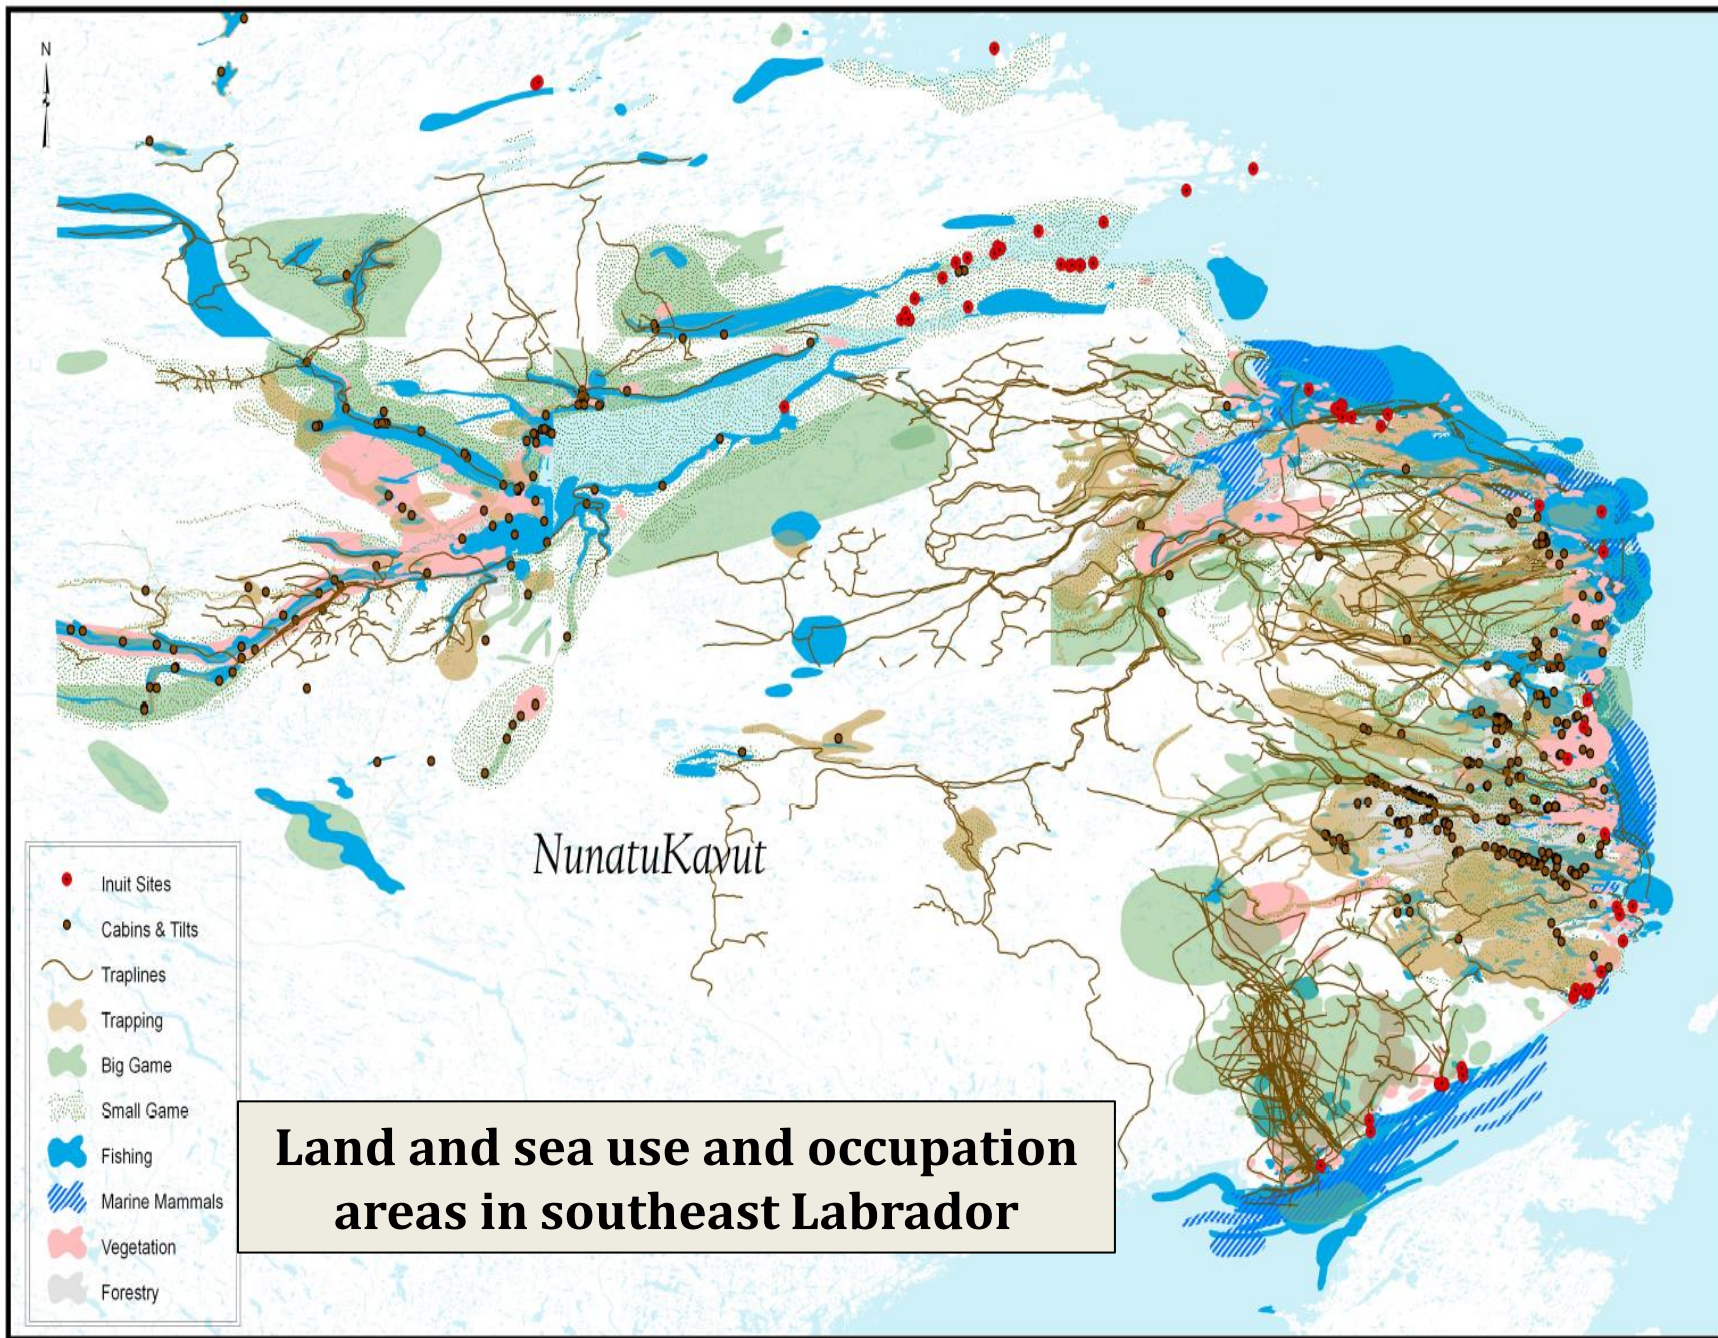 N
NunatuKavut
Inuit Sites
Cabins & Tilts
Traplines
Trapping
Big Game
Small Game
Fishing
Marine Mammals
Vegetation
Forestry
Land and sea use and occupation
areas in southeast Labrador